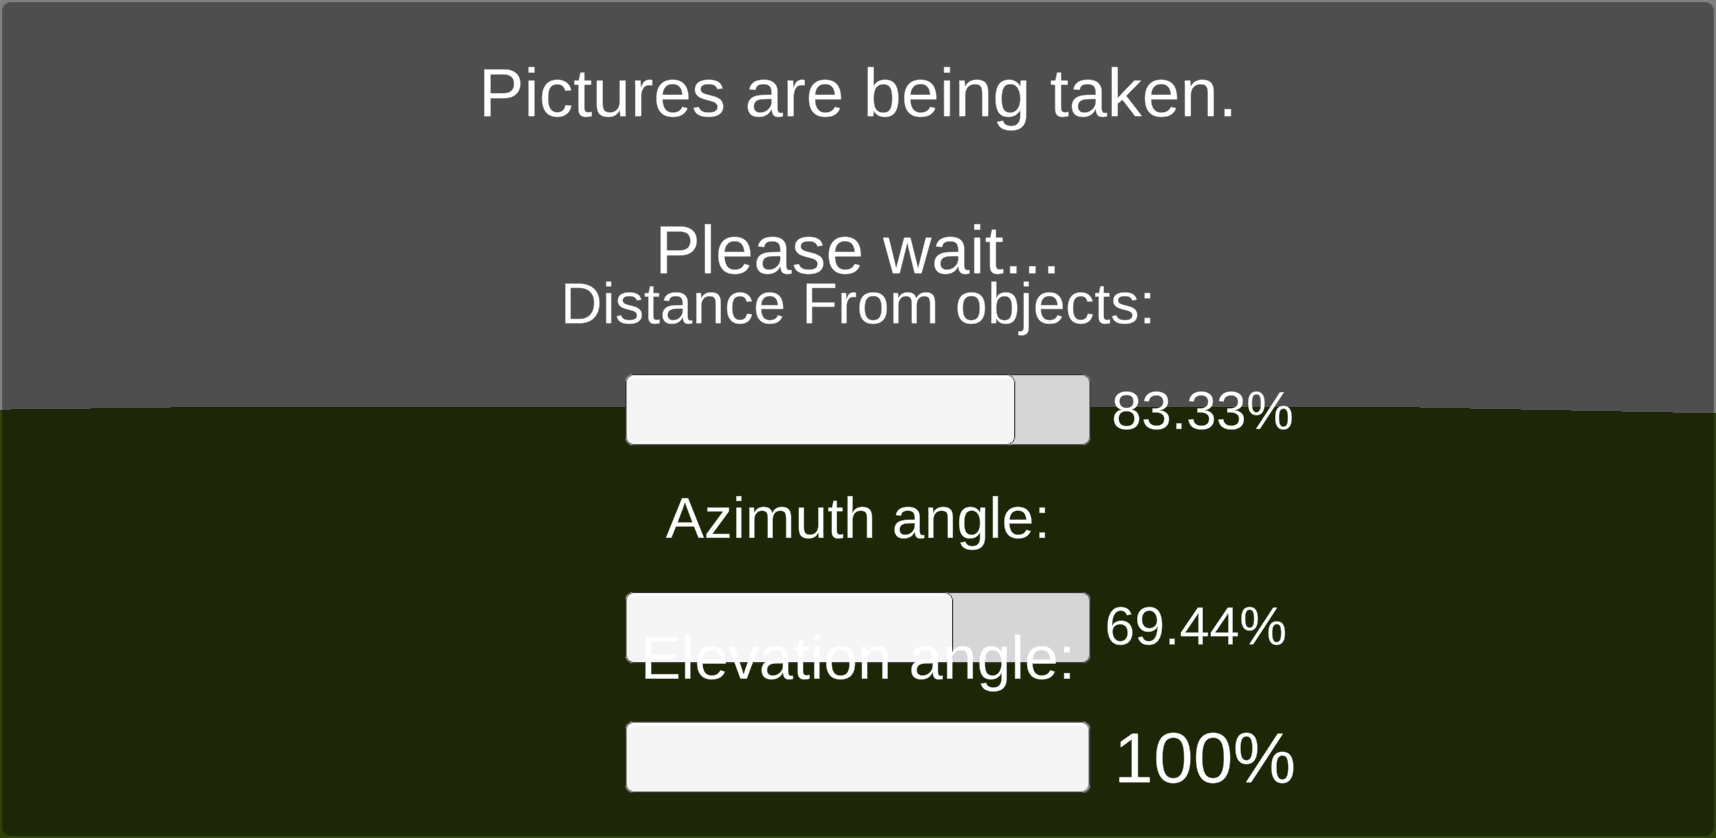 Pictures are being taken.
Please wait...
Distance From objects:
83.33%
Azimuth angle:
69.44%
Elevation angle:
100%